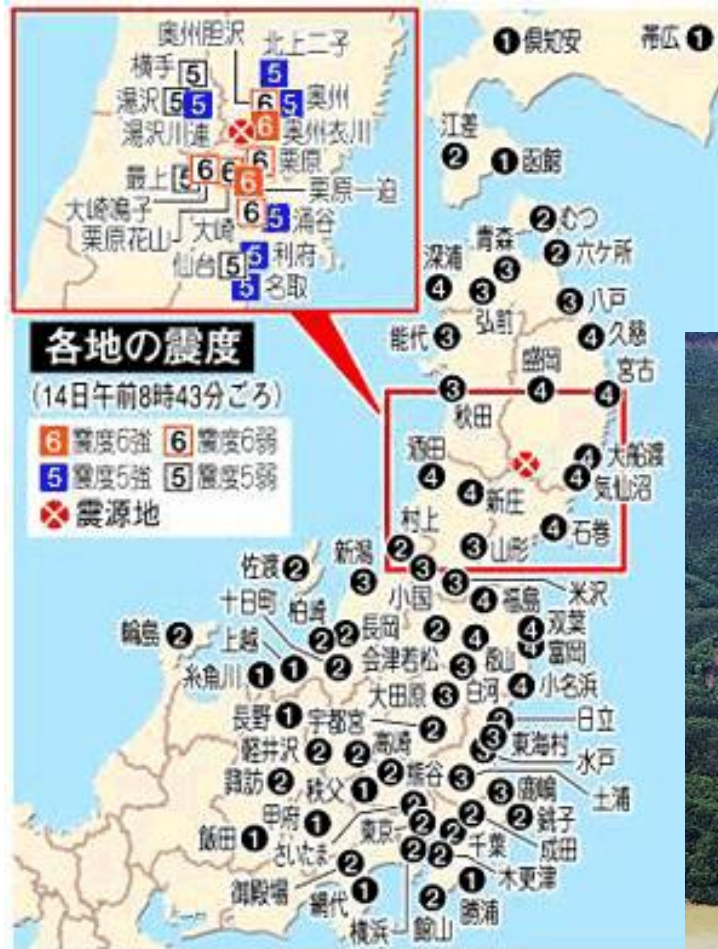 奥州胆沢
北上二子
横手 5
5
湯沢 5 5
6 5 奥州
湯沢川連
6 奥州衣川
最上 5
6 6 6 栗原
6 栗原一迫
大崎鳴子
栗原花山
大崎 6 5 涌谷
仙台 5 5 利府
5 名取
各地の震度
(14日午前8時43分ごろ)
6 震度6強 6 震度6弱
5 震度5強 5 震度5弱
震源地
1 倶知安
帯広 1
江差 2
1 函館
2 むつ
青森 3
2 六ケ所
深浦 4
4 弘前
3 八戸
能代 3
4 久慈
盛岡 4
宮古 4
3 秋田
酒田 4
4 大船渡
4 気仙沼
4 新庄
4 石巻
村上 2
3 山形
佐渡 2
新潟 3
小国 3
3 米沢
4 福島
十日町 2
柏崎 2
2 長岡
輪島 2
上越 1
糸魚川 1
会津若松 2
郡山 4
4 双葉
4 富岡
大田原 3
白河 3
4 小名浜
長野 1
宇都宮 2
3 日立
3 東海村
3 水戸
軽井沢 2
2 高崎
諏訪 2
秩父 1
2 熊谷
3 土浦
3 鹿嶋
飯田 1
甲府 1
さいたま 2
東京 2
2 千葉
2 成田
2 銚子
御殿場 2
網代 1
横浜 2
2 木更津
館山 2
1 勝浦